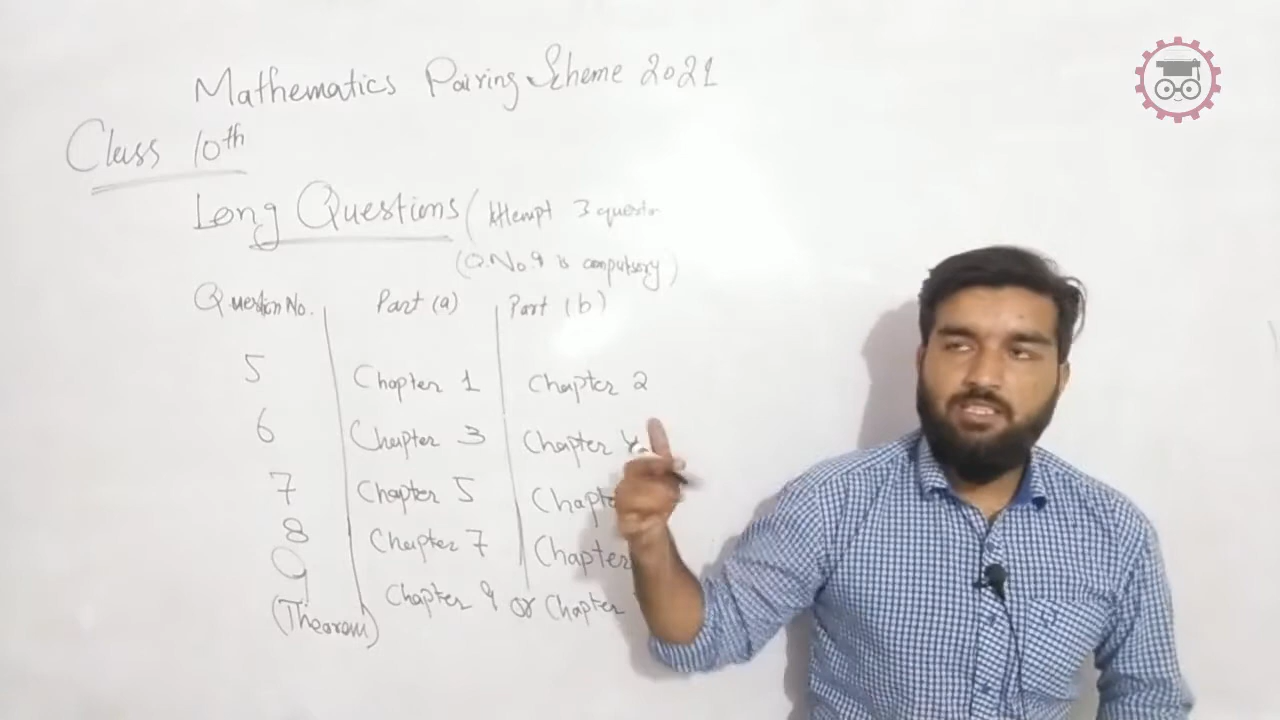 Mathematics Pairing Scheme 2021
Class 10th
Long Questions (Attempt 3 questio
(Q.No.9 is compulsory)
Question No. Part (a) Part (b)
5 Chapter 1 Chapter 2
6 Chapter 3 Chapter 4
7 Chapter 5 Chapte
8 Chapter 7 Chapter
9 Chapter 9 or Chapter
(Theorem)